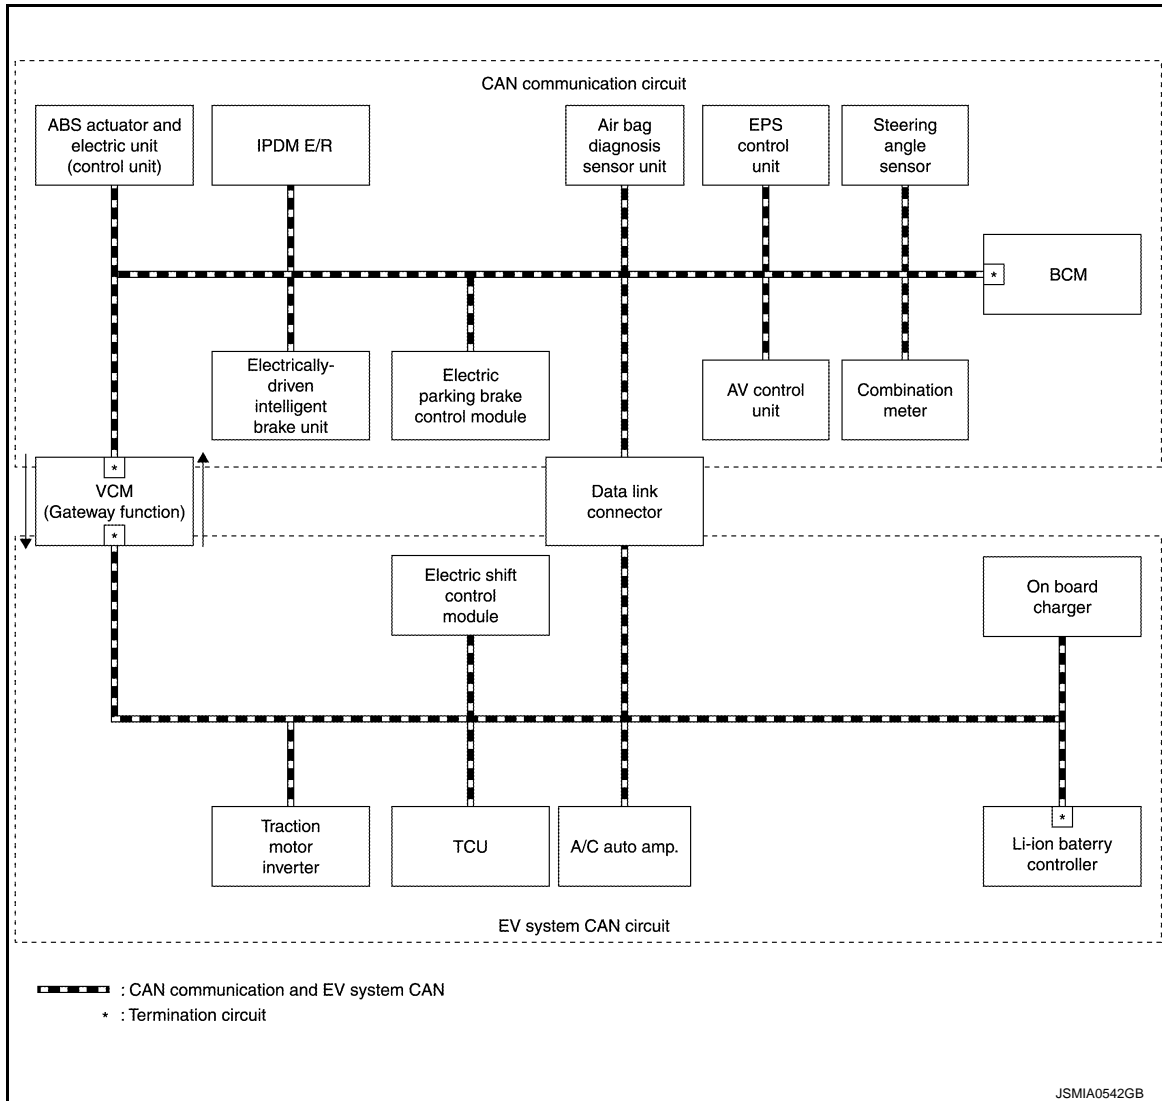 CAN communication circuit
ABS actuator and
electric unit
(control unit)
IPDM E/R
Air bag
diagnosis
sensor unit
EPS
control
unit
Steering
angle
sensor
*
BCM
Electrically-
driven
intelligent
brake unit
Electric
parking brake
control module
AV control
unit
Combination
meter
*
VCM
(Gateway function)
*
Data link
connector
Electric shift
control
module
On board
charger
Traction
motor
inverter
TCU
A/C auto amp.
*
Li-ion baterry
controller
EV system CAN circuit
: CAN communication and EV system CAN
* : Termination circuit
JSMIA0542GB